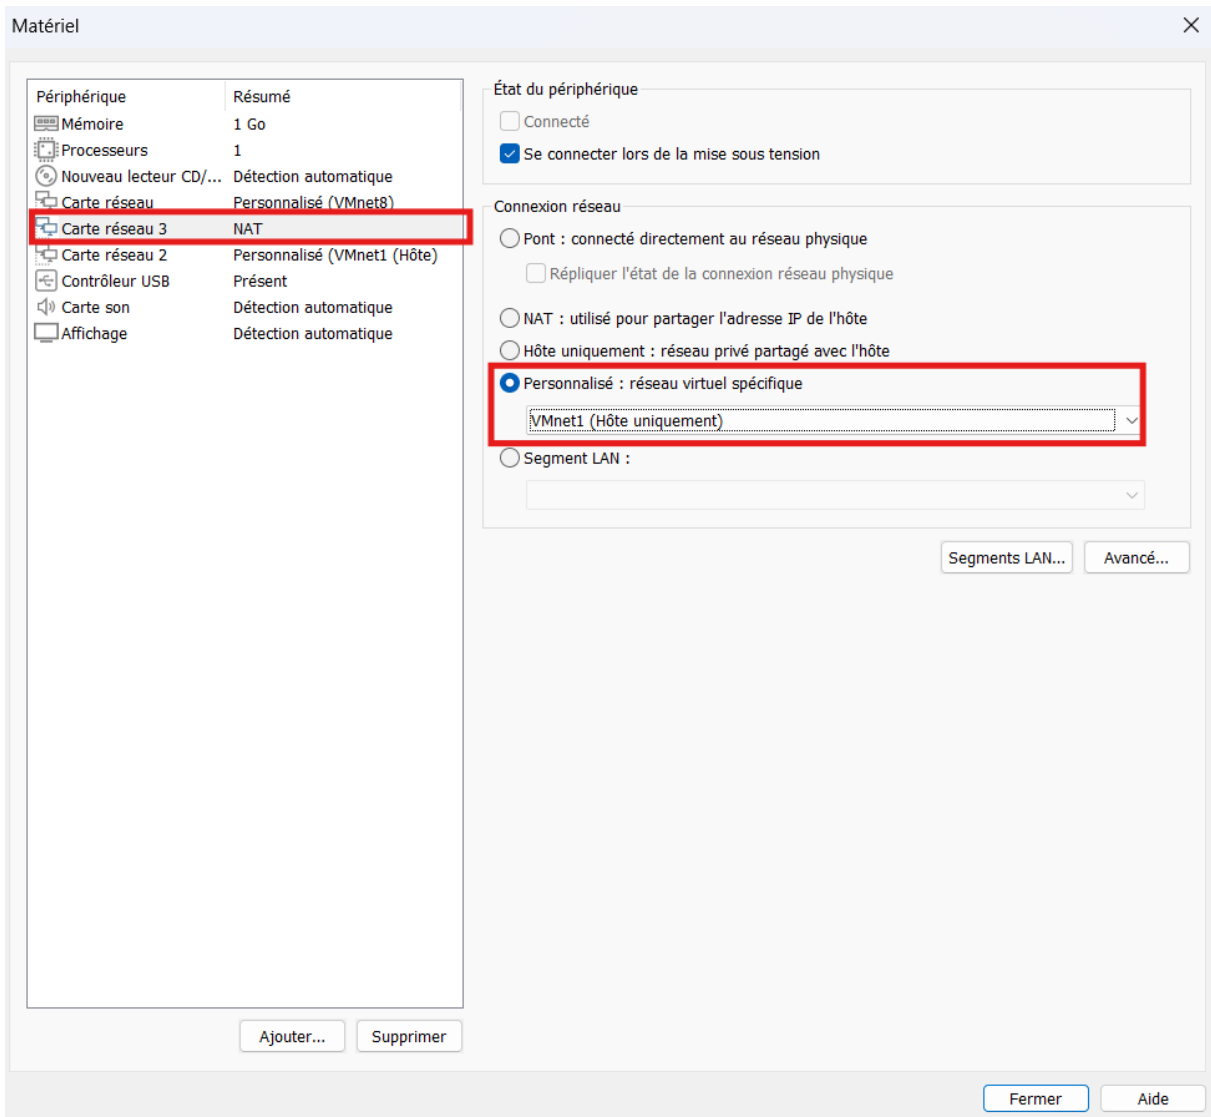 Matériel
Périphérique Résumé
Mémoire 1 Go
Processeurs 1
Nouveau lecteur CD/... Détection automatique
Carte réseau Personnalisé (VMnet8)
Carte réseau 3 NAT
Carte réseau 2 Personnalisé (VMnet1 (Hôte)
Contrôleur USB Présent
Carte son Détection automatique
Affichage Détection automatique
Ajouter... Supprimer
État du périphérique
Connecté
Se connecter lors de la mise sous tension
Connexion réseau
Pont : connecté directement au réseau physique
Répliquer l'état de la connexion réseau physique
NAT : utilisé pour partager l'adresse IP de l'hôte
Hôte uniquement : réseau privé partagé avec l'hôte
Personnalisé : réseau virtuel spécifique
VMnet1 (Hôte uniquement)
Segment LAN :
Segments LAN... Avancé...
Fermer Aide